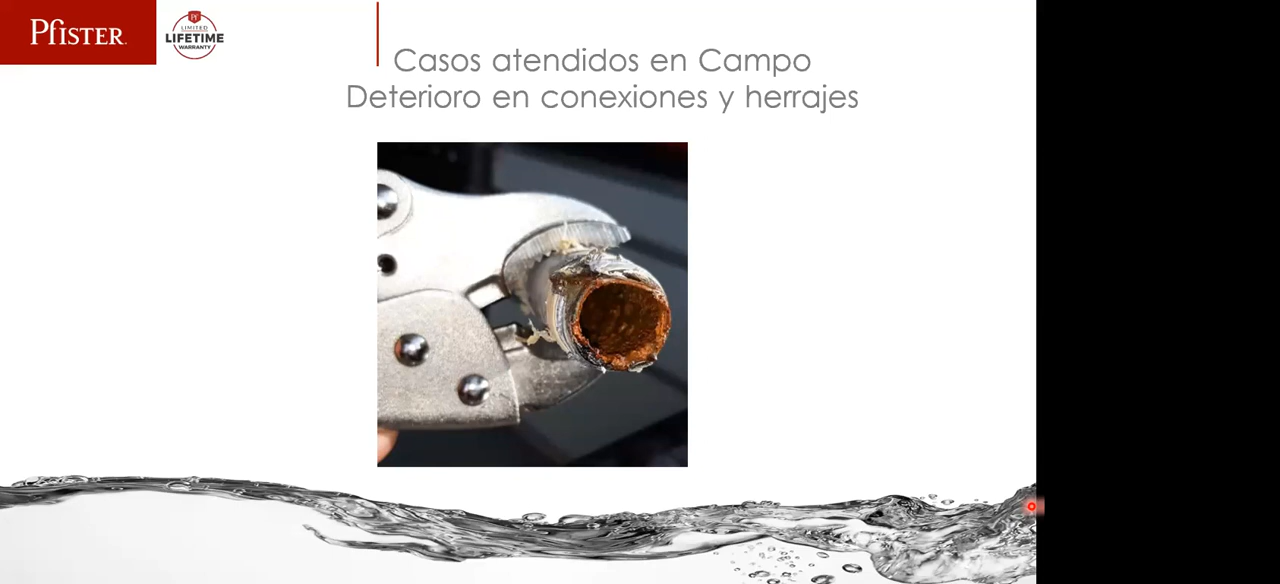 Pfister
LIMITED
LIFETIME
WARRANTY
Casos atendidos en Campo
Deterioro en conexiones y herrajes